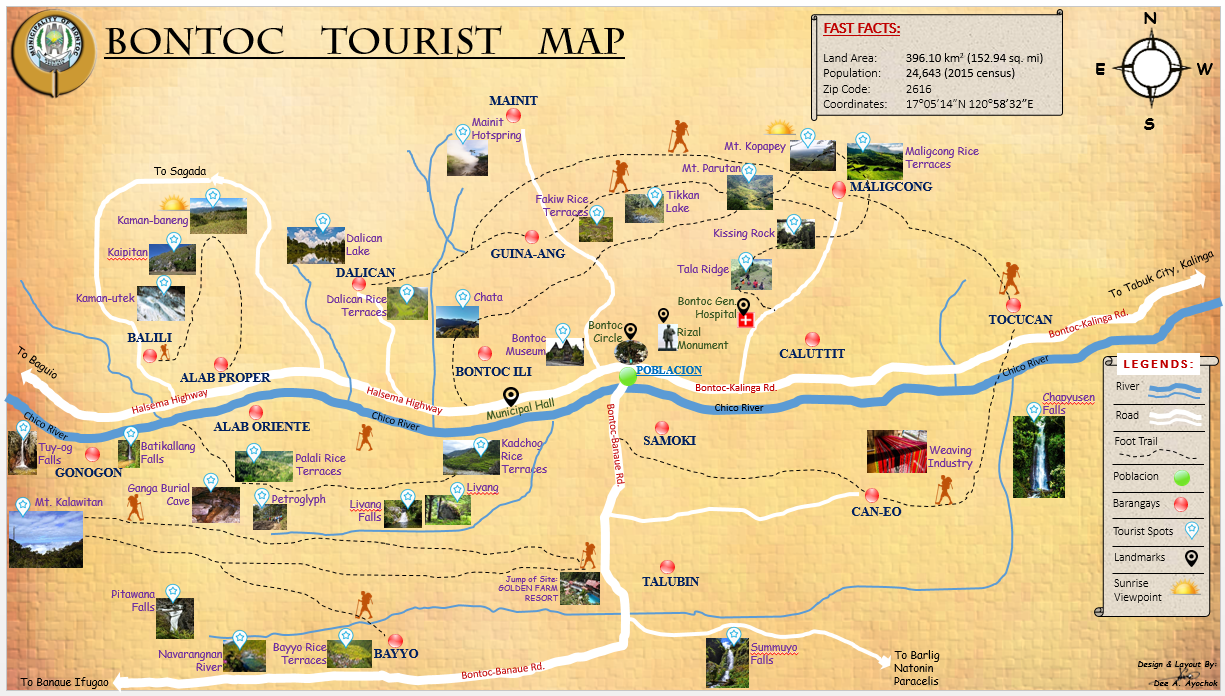 MUNICIPALITY OF BONTOC
BONTOC TOURIST MAP
FAST FACTS:
Land Area: 396.10 km² (152.94 sq. mi)
Population: 24,643 (2015 census)
Zip Code: 2616
Coordinates: 17°05'14"N 120°58'32"E
N
E
W
S
MAINIT
Mainit
Hotspring
Mt. Kopapey
Maligcong Rice
Terraces
Mt. Parutan
MALIGCONG
To Sagada
Kaman-baneng
Kaipitan
Kaman-utek
Dalican
Lake
DALICAN
Dalican Rice
Terraces
Fakiw Rice
Terraces
Tikkan
Lake
GUINA-ANG
Kissing Rock
Tala Ridge
Chata
Bontoc Gen.
Hospital
Bontoc
Circle
Rizal
Monument
Bontoc
Museum
BONTOC ILI
POBLACION
CALUTTIT
TOCUCAN
To Tabuk City, Kalinga
Bontoc-Kalinga Rd.
Chico River
BALILI
ALAB PROPER
To Baguio
Halsema Highway
Halsema Highway
Municipal Hall
Bontoc-Kalinga Rd.
Chico River
Chico River
Chico River
ALAB ORIENTE
Bontoc-Banaue Rd.
SAMOKI
Tuy-og
Falls
GONOGON
Batikallang
Falls
Palali Rice
Terraces
Kadchog
Rice
Terraces
Weaving
Industry
Chapyusen
Falls
Mt. Kalawitan
Ganga Burial
Cave
Petroglyph
Livang
Falls
Livang
CAN-EO
Jump of Site:
GOLDEN FARM
RESORT
TALUBIN
Pitawana
Falls
Navarangnan
River
Bayyo Rice
Terraces
BAYYO
Summuyo
Falls
To Barlig
Natonin
Paracelis
Bontoc-Banaue Rd.
To Banaue Ifugao
LEGENDS:
River
Road
Foot Trail
Poblacion
Barangays
Tourist Spots
Landmarks
Sunrise
Viewpoint
Design & Layout By:
Dee A. Ayochok